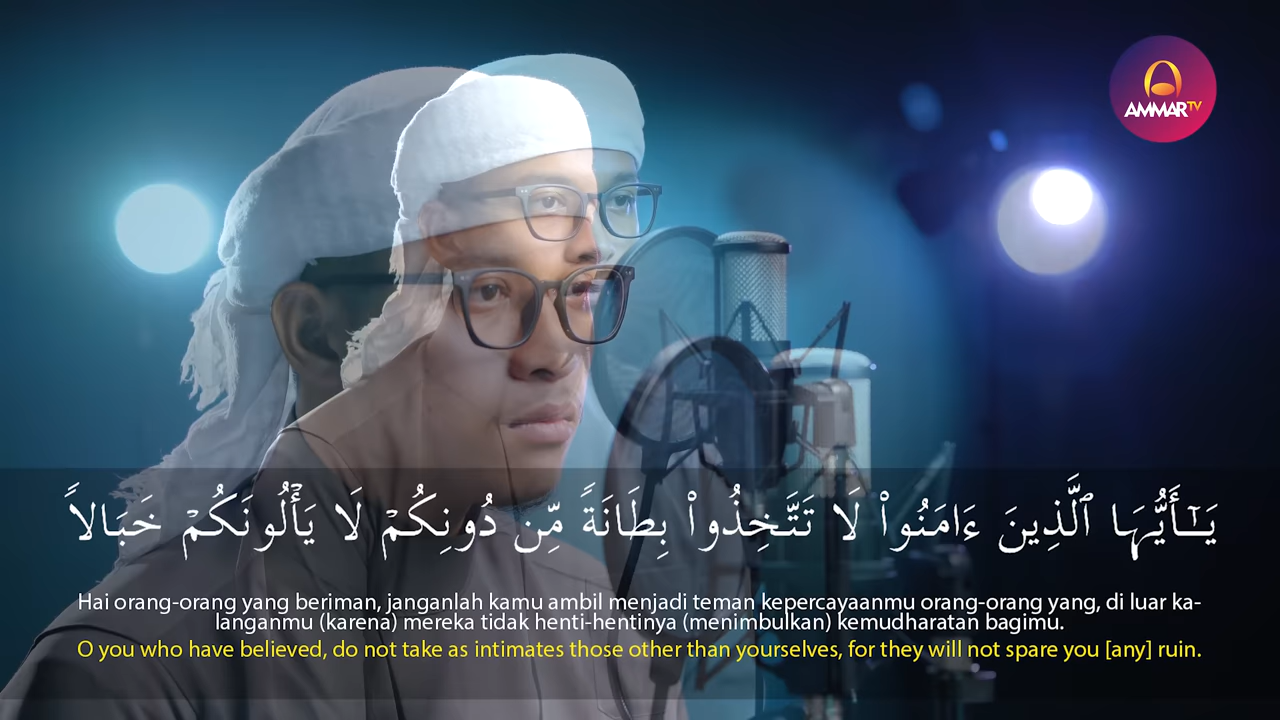 AMMARTV
يَـٰٓأَيُّهَا ٱلَّذِينَ ءَامَنُوا۟ لَا تَتَّخِذُوا۟ بِطَانَةً مِّن دُونِكُمْ لَا يَأْلُونَكُمْ خَبَالاً
Hai orang-orang yang beriman, janganlah kamu ambil menjadi teman kepercayaanmu orang-orang yang, di luar ka-
langanmu (karena) mereka tidak henti-hentinya (menimbulkan) kemudharatan bagimu.
O you who have believed, do not take as intimates those other than yourselves, for they will not spare you [any] ruin.